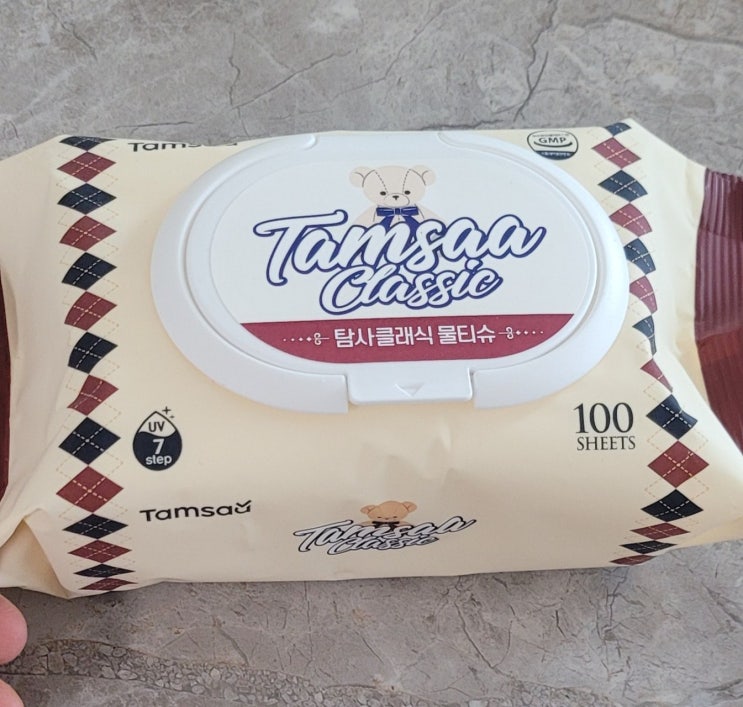 GMP
Tamsaa
Classic
탐사클래식 물티슈
UV
7
step
100
SHEETS
Tamsaa
Tamsaa
Classic